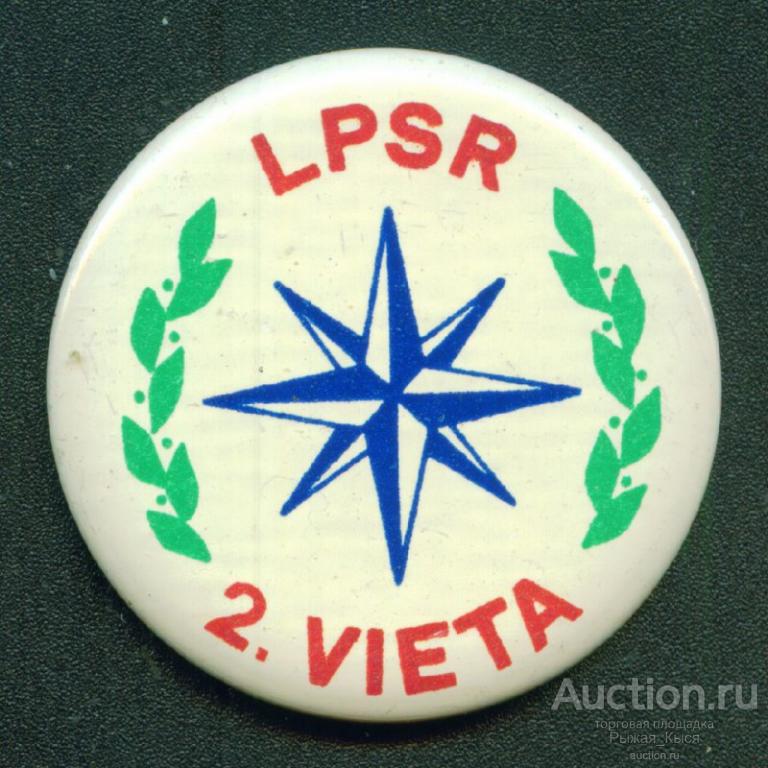 LPSR
2. VIETA
Auction.ru
торговая площадка
Рыжая_Кыся
auction.ru